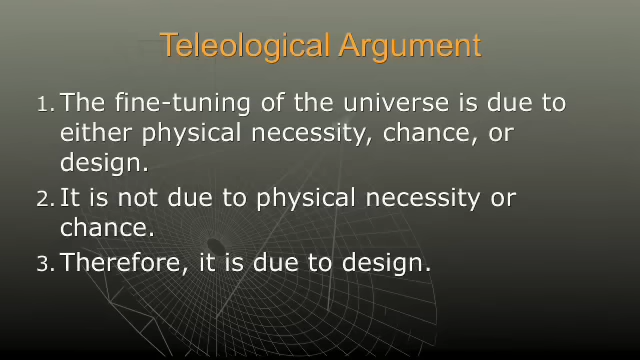 Teleological Argument
1. The fine-tuning of the universe is due to
either physical necessity, chance, or
design.
2. It is not due to physical necessity or
chance.
3. Therefore, it is due to design.